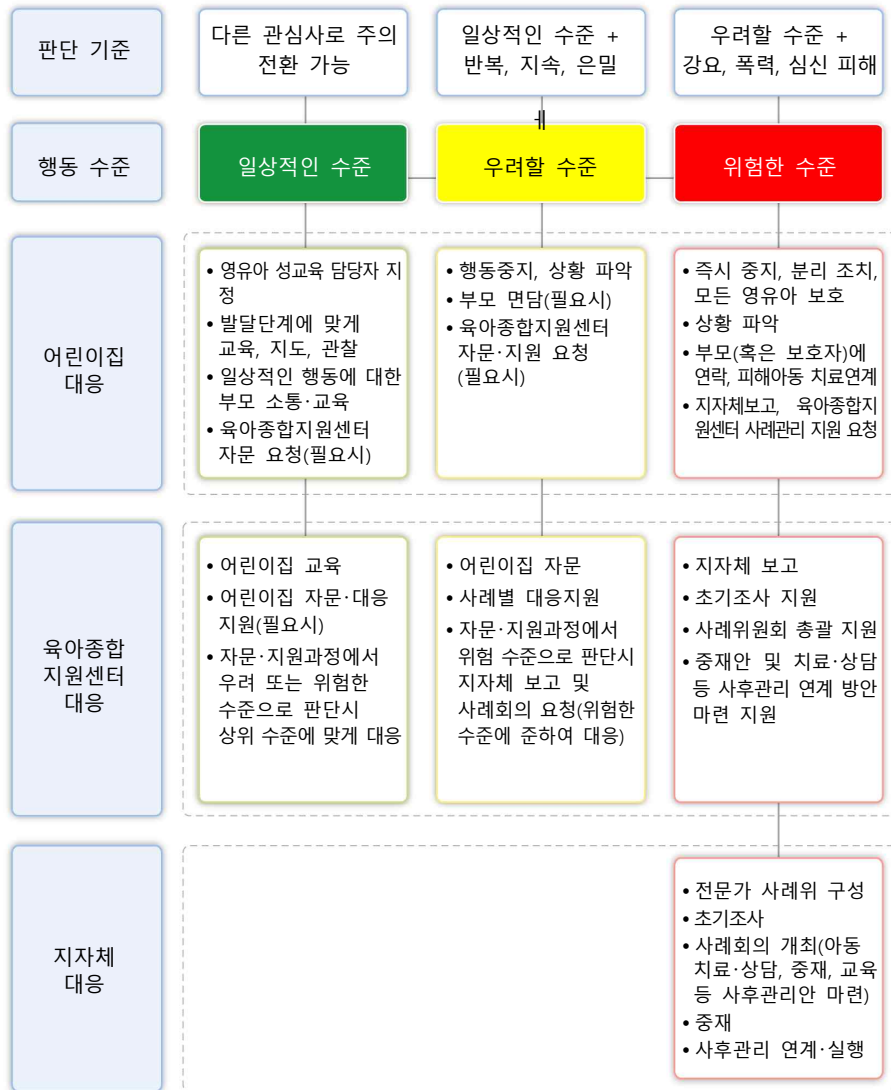 판단 기준
다른 관심사로 주의
전환 가능
일상적인 수준 +
반복, 지속, 은밀
우려할 수준 +
강요, 폭력, 심신 피해
행동 수준
일상적인 수준
우려할 수준
위험한 수준
어린이집
대응
• 영유아 성교육 담당자 지
정
• 발달단계에 맞게
교육, 지도, 관찰
• 일상적인 행동에 대한
부모 소통·교육
• 육아종합지원센터
자문 요청(필요시)
• 행동중지, 상황 파악
• 부모 면담(필요시)
• 육아종합지원센터
자문·지원 요청
(필요시)
• 즉시 중지, 분리 조치,
모든 영유아 보호
• 상황 파악
• 부모(혹은 보호자)에
연락, 피해아동 치료연계
• 지자체보고, 육아종합지
원센터 사례관리 지원 요청
육아종합
지원센터
대응
• 어린이집 교육
• 어린이집 자문·대응
지원(필요시)
• 자문·지원과정에서
우려 또는 위험한
수준으로 판단시
상위 수준에 맞게 대응
• 어린이집 자문
• 사례별 대응지원
• 자문·지원과정에서
위험 수준으로 판단시
지자체 보고 및
사례회의 요청(위험한
수준에 준하여 대응)
• 지자체 보고
• 초기조사 지원
• 사례위원회 총괄 지원
• 중재안 및 치료·상담
등 사후관리 연계 방안
마련 지원
지자체
대응
• 전문가 사례위 구성
• 초기조사
• 사례회의 개최(아동
치료·상담, 중재, 교육
등 사후관리안 마련)
• 중재
• 사후관리 연계·실행